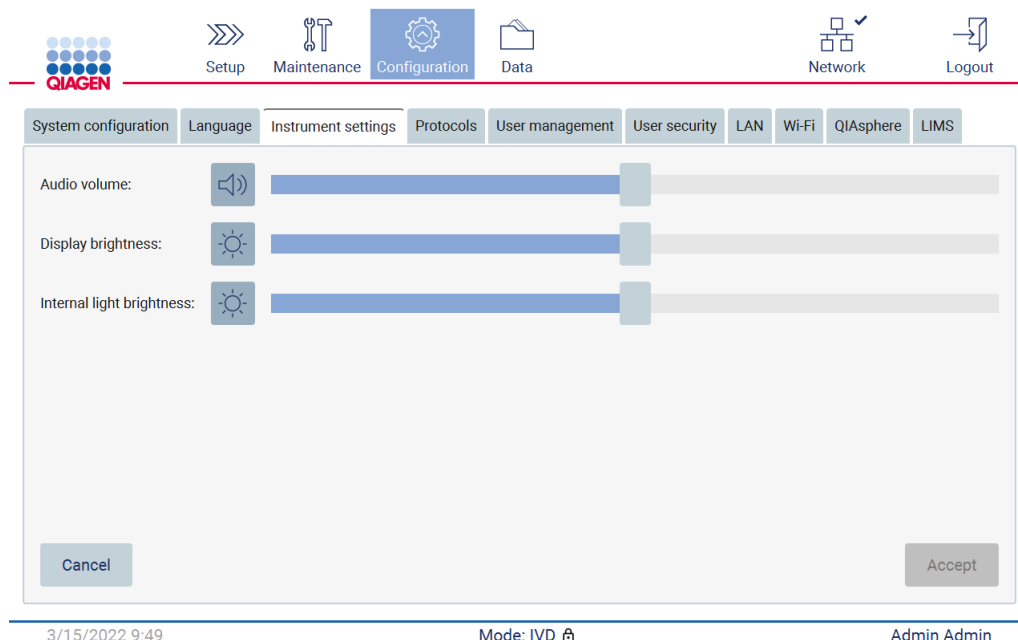 QIAGEN
Setup
Maintenance
Configuration
Data
Network
Logout
System configuration
Language
Instrument settings
Protocols
User management
User security
LAN
Wi-Fi
QIAsphere
LIMS
Audio volume:
Display brightness:
Internal light brightness:
Cancel
Accept
3/15/2022 9:49
Mode: IVD
Admin Admin